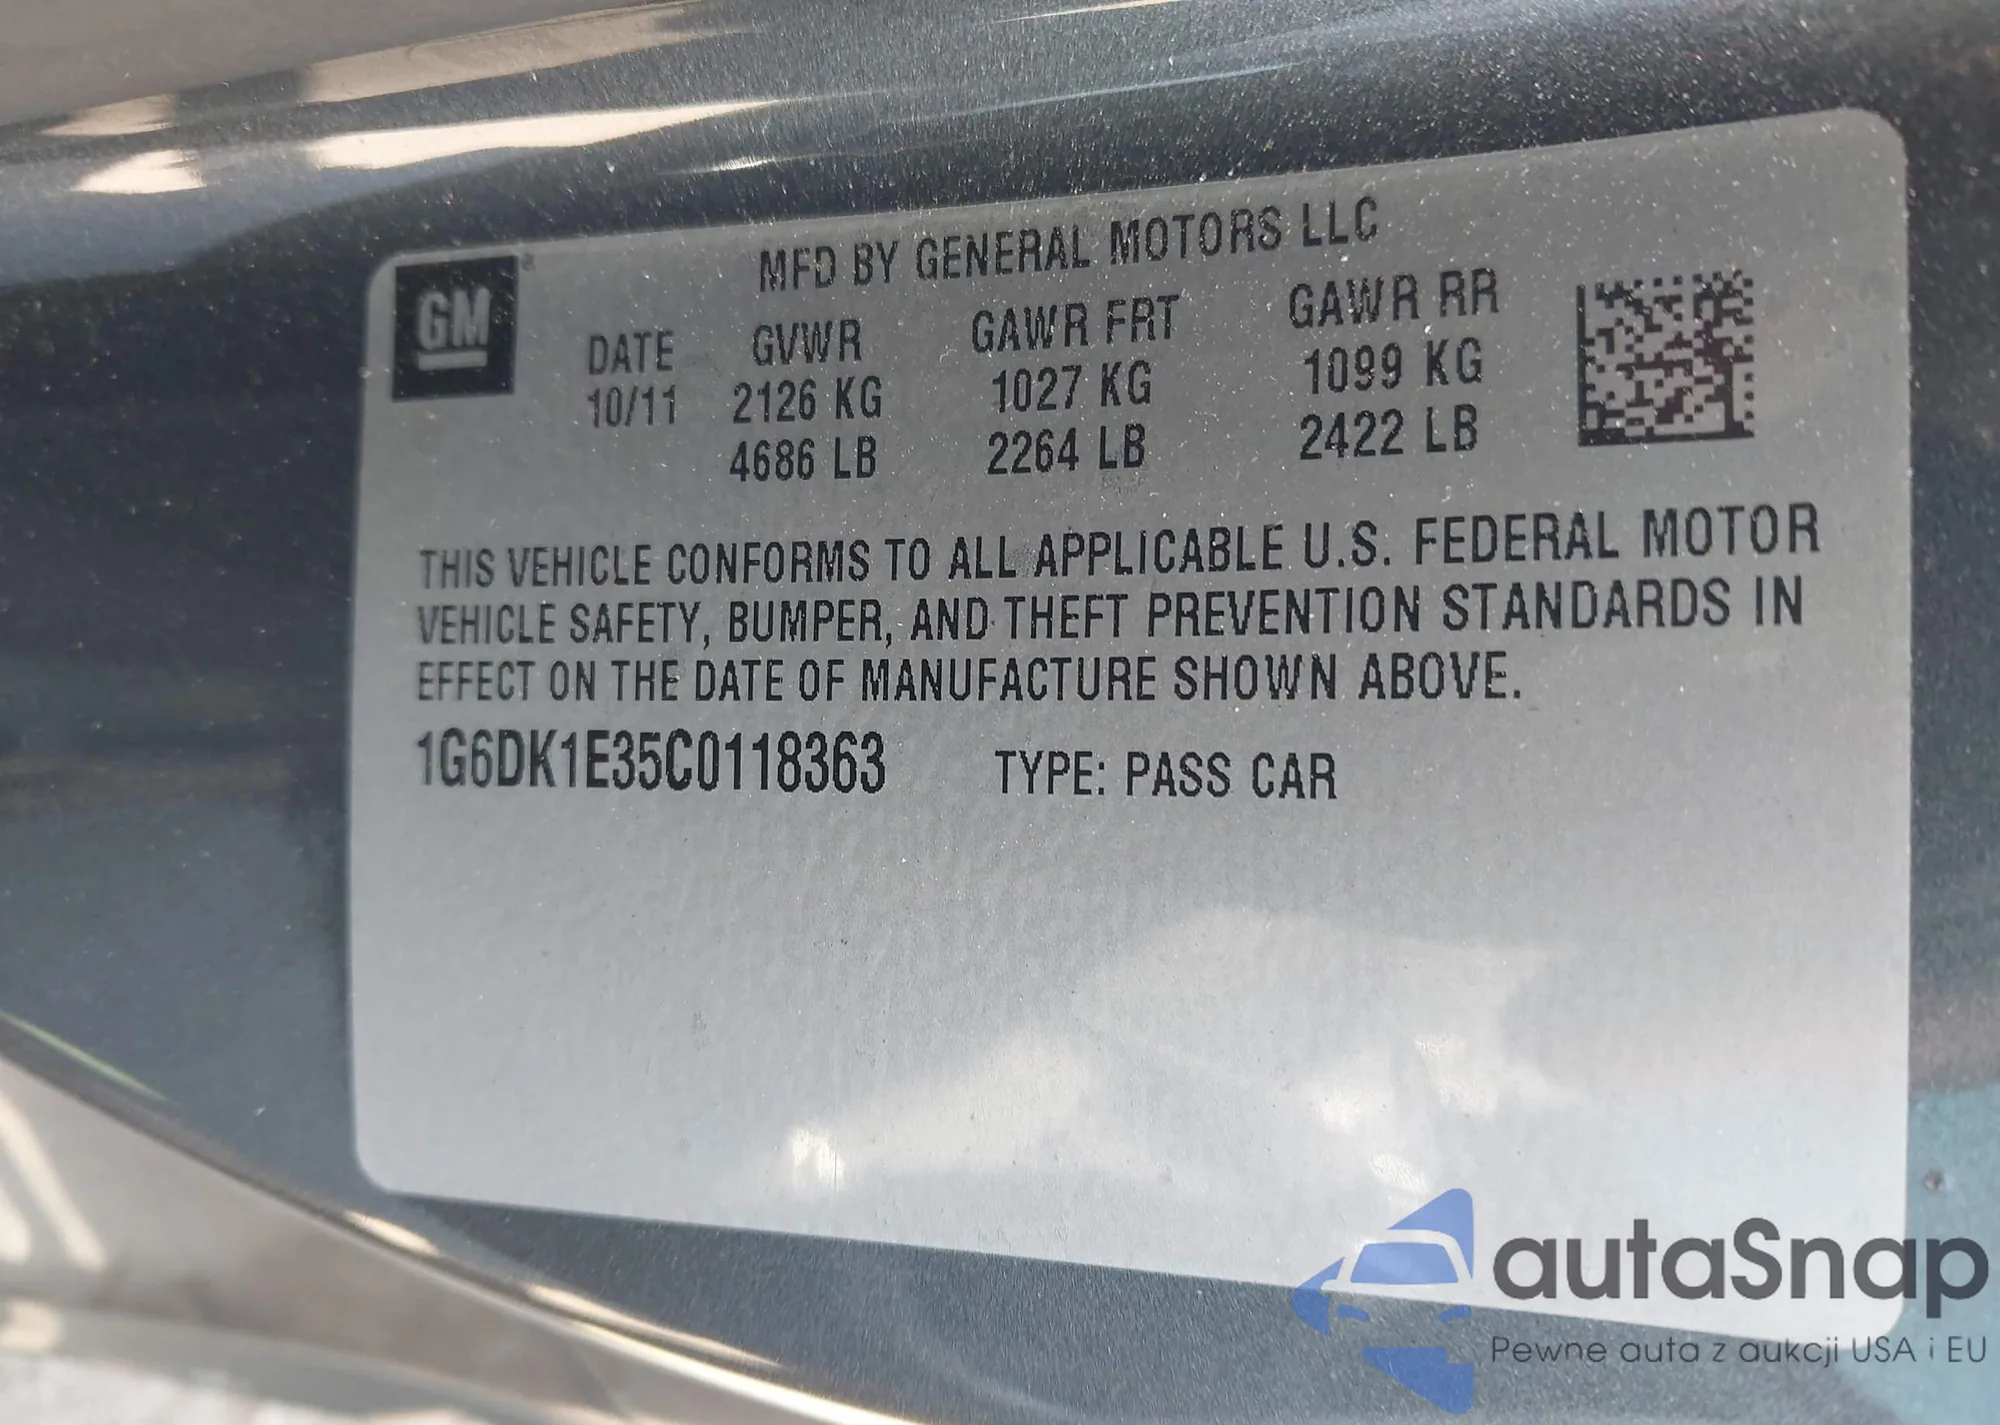 MFD BY GENERAL MOTORS LLC
GM
DATE GVWR GAWR FRT GAWR RR
10/11 2126 KG 1027 KG 1099 KG
4686 LB 2264 LB 2422 LB
THIS VEHICLE CONFORMS TO ALL APPLICABLE U.S. FEDERAL MOTOR
VEHICLE SAFETY, BUMPER, AND THEFT PREVENTION STANDARDS IN
EFFECT ON THE DATE OF MANUFACTURE SHOWN ABOVE.
1G6DK1E35C0118363 TYPE: PASS CAR
autaSnap
Pewne auta z aukcji USA i EU